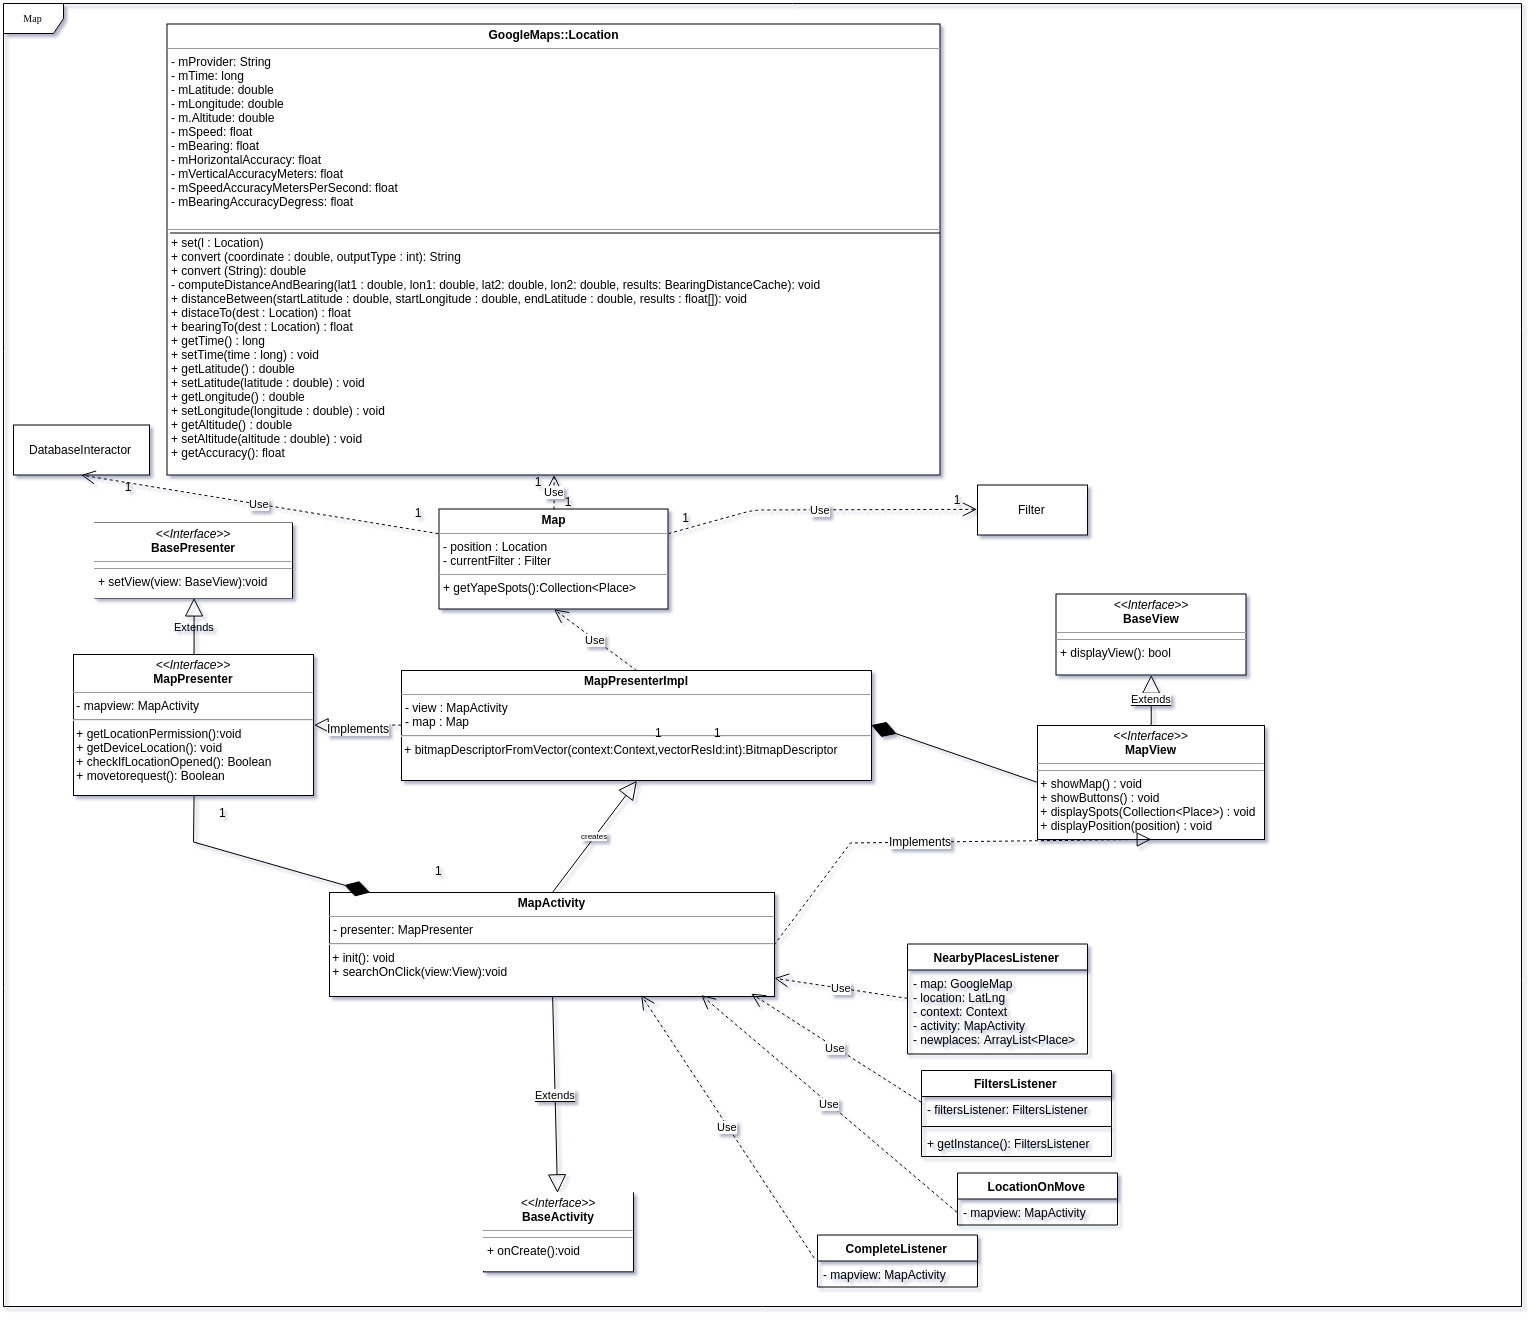 Map
GoogleMaps::Location
- mProvider: String
- mTime: long
- mLatitude: double
- mLongitude: double
- m.Altitude: double
- mSpeed: float
- mBearing: float
- mHorizontalAccuracy: float
- mVerticalAccuracyMeters: float
- mSpeedAccuracyMetersPerSecond: float
- mBearingAccuracyDegress: float
+ set(l : Location)
+ convert (coordinate : double, outputType : int): String
+ convert (String): double
- computeDistanceAndBearing(lat1 : double, lon1: double, lat2: double, lon2: double, results: BearingDistanceCache): void
+ distanceBetween(startLatitude : double, startLongitude : double, endLatitude : double, results : float[]): void
+ distaceTo(dest : Location) : float
+ bearingTo(dest : Location) : float
+ getTime() : long
+ setTime(time : long) : void
+ getLatitude() : double
+ setLatitude(latitude : double) : void
+ getLongitude() : double
+ setLongitude(longitude : double) : void
+ getAltitude() : double
+ setAltitude(altitude : double) : void
+ getAccuracy(): float
DatabaseInteractor
1
Use
1
1
Use
1
1
Use
1
Filter
Map
- position : Location
- currentFilter : Filter
+ getYapeSpots():Collection<Place>
<<Interface>>
BasePresenter
+ setView(view: BaseView):void
Extends
Use
<<Interface>>
BaseView
+ displayView(): bool
Extends
<<Interface>>
MapPresenter
- mapview: MapActivity
+ getLocationPermission():void
+ getDeviceLocation(): void
+ checkIfLocationOpened(): Boolean
+ movetorequest(): Boolean
Implements
MapPresenterImpl
- view : MapActivity
- map : Map
1
1
+ bitmapDescriptorFromVector(context:Context,vectorResId:int):BitmapDescriptor
<<Interface>>
MapView
+ showMap() : void
+ showButtons() : void
+ displaySpots(Collection<Place>) : void
+ displayPosition(position) : void
1
creates
Implements
1
MapActivity
- presenter: MapPresenter
+ init(): void
+ searchOnClick(view:View):void
NearbyPlacesListener
- map: GoogleMap
- location: LatLng
- context: Context
- activity: MapActivity
- newplaces: ArrayList<Place>
Use
Use
FiltersListener
- filtersListener: FiltersListener
+ getInstance(): FiltersListener
Extends
Use
Use
LocationOnMove
- mapview: MapActivity
<<Interface>>
BaseActivity
+ onCreate():void
CompleteListener
- mapview: MapActivity